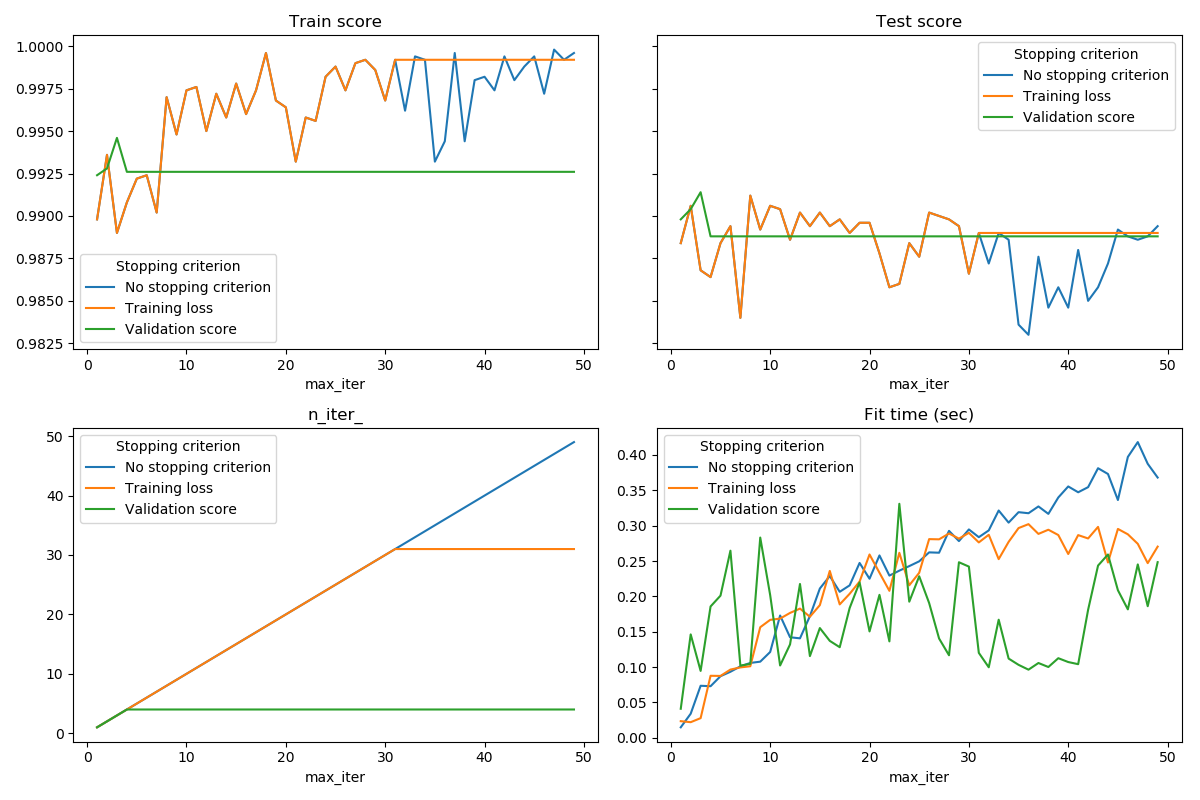 Train score
1.0000
0.9975
0.9950
0.9925
0.9900
0.9875
0.9850
0.9825
Stopping criterion
No stopping criterion
Training loss
Validation score
0 10 20 30 40 50
max_iter
Test score
Stopping criterion
No stopping criterion
Training loss
Validation score
0 10 20 30 40 50
max_iter
n_iter_
50
40
30
20
10
0
Stopping criterion
No stopping criterion
Training loss
Validation score
0 10 20 30 40 50
max_iter
Fit time (sec)
0.40
0.35
0.30
0.25
0.20
0.15
0.10
0.05
0.00
Stopping criterion
No stopping criterion
Training loss
Validation score
0 10 20 30 40 50
max_iter